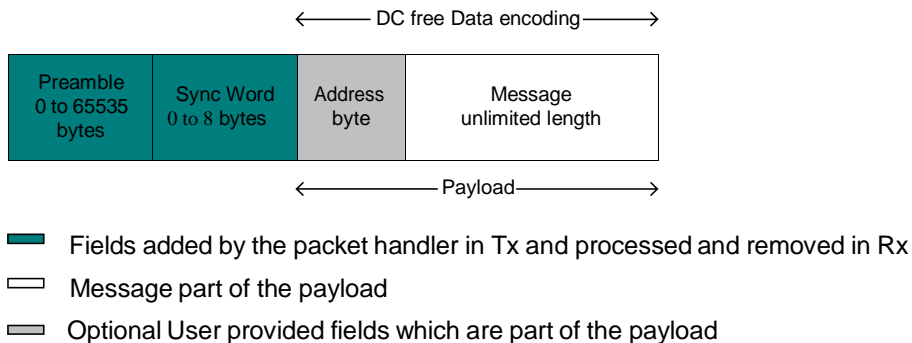 DC free Data encoding
Preamble
0 to 65535
bytes
Sync Word
0 to 8 bytes
Address
byte
Message
unlimited length
Payload
Fields added by the packet handler in Tx and processed and removed in Rx
Message part of the payload
Optional User provided fields which are part of the payload